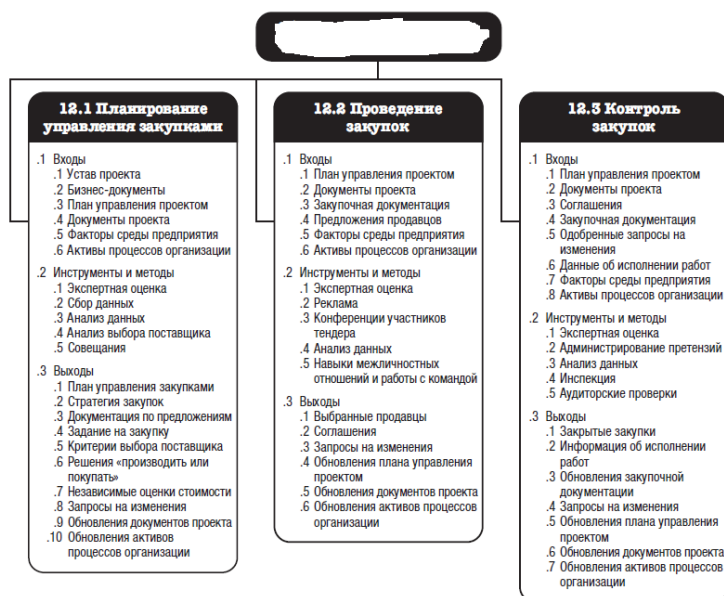 12.1 Планирование
управления закупками
.1 Входы
.1 Устав проекта
.2 Бизнес-документы
.3 План управления проектом
.4 Документы проекта
.5 Факторы среды предприятия
.6 Активы процессов организации
.2 Инструменты и методы
.1 Экспертная оценка
.2 Сбор данных
.3 Анализ данных
.4 Анализ выбора поставщика
.5 Совещания
.3 Выходы
.1 План управления закупками
.2 Стратегия закупок
.3 Документация по предложениям
.4 Задание на закупку
.5 Критерии выбора поставщика
.6 Решения «производить или
покупать»
.7 Независимые оценки стоимости
.8 Запросы на изменения
.9 Обновления документов проекта
.10 Обновления активов
процессов организации
12.2 Проведение
закупок
.1 Входы
.1 План управления проектом
.2 Документы проекта
.3 Закупочная документация
.4 Предложения продавцов
.5 Факторы среды предприятия
.6 Активы процессов организации
.2 Инструменты и методы
.1 Экспертная оценка
.2 Реклама
.3 Конференции участников
тендера
.4 Анализ данных
.5 Навыки межличностных
отношений и работы с командой
.3 Выходы
.1 Выбранные продавцы
.2 Соглашения
.3 Запросы на изменения
.4 Обновления плана управления
проектом
.5 Обновления документов проекта
.6 Обновления активов процессов
организации
12.3 Контроль
закупок
.1 Входы
.1 План управления проектом
.2 Документы проекта
.3 Соглашения
.4 Закупочная документация
.5 Одобренные запросы на
изменения
.6 Данные об исполнении работ
.7 Факторы среды предприятия
.8 Активы процессов организации
.2 Инструменты и методы
.1 Экспертная оценка
.2 Администрирование претензий
.3 Анализ данных
.4 Инспекция
.5 Аудиторские проверки
.3 Выходы
.1 Закрытые закупки
.2 Информация об исполнении
работ
.3 Обновления закупочной
документации
.4 Запросы на изменения
.5 Обновления плана управления
проектом
.6 Обновления документов проекта
.7 Обновления активов процессов
организации